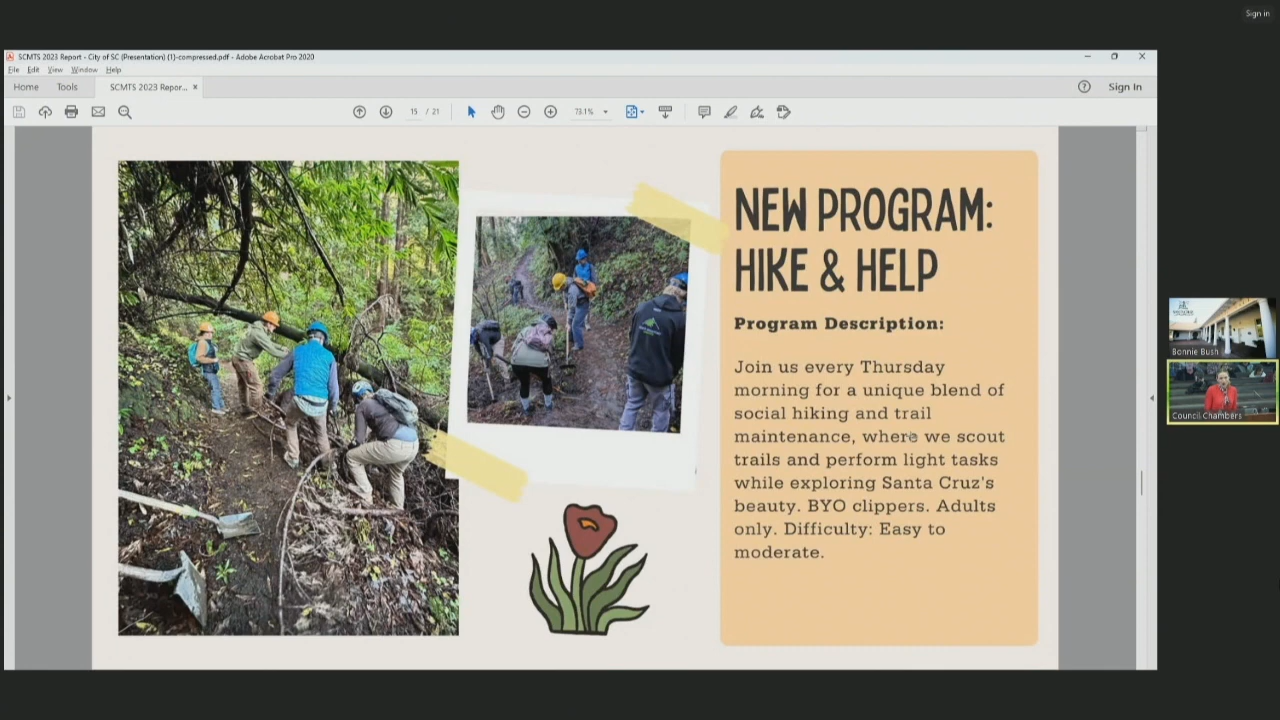 Sign in
SCMTS 2023 Report - City of SC (Presentation) (1)-compressed.pdf - Adobe Acrobat Pro 2020
File Edit View Window Help
Home Tools SCMTS 2023 Repor... ×
Sign In
15 / 21
73.1%
NEW PROGRAM:
HIKE & HELP
Program Description:
Join us every Thursday
morning for a unique blend of
social hiking and trail
maintenance, where we scout
trails and perform light tasks
while exploring Santa Cruz's
beauty. BYO clippers. Adults
only. Difficulty: Easy to
moderate.
Bonnie Bush
Council Chambers